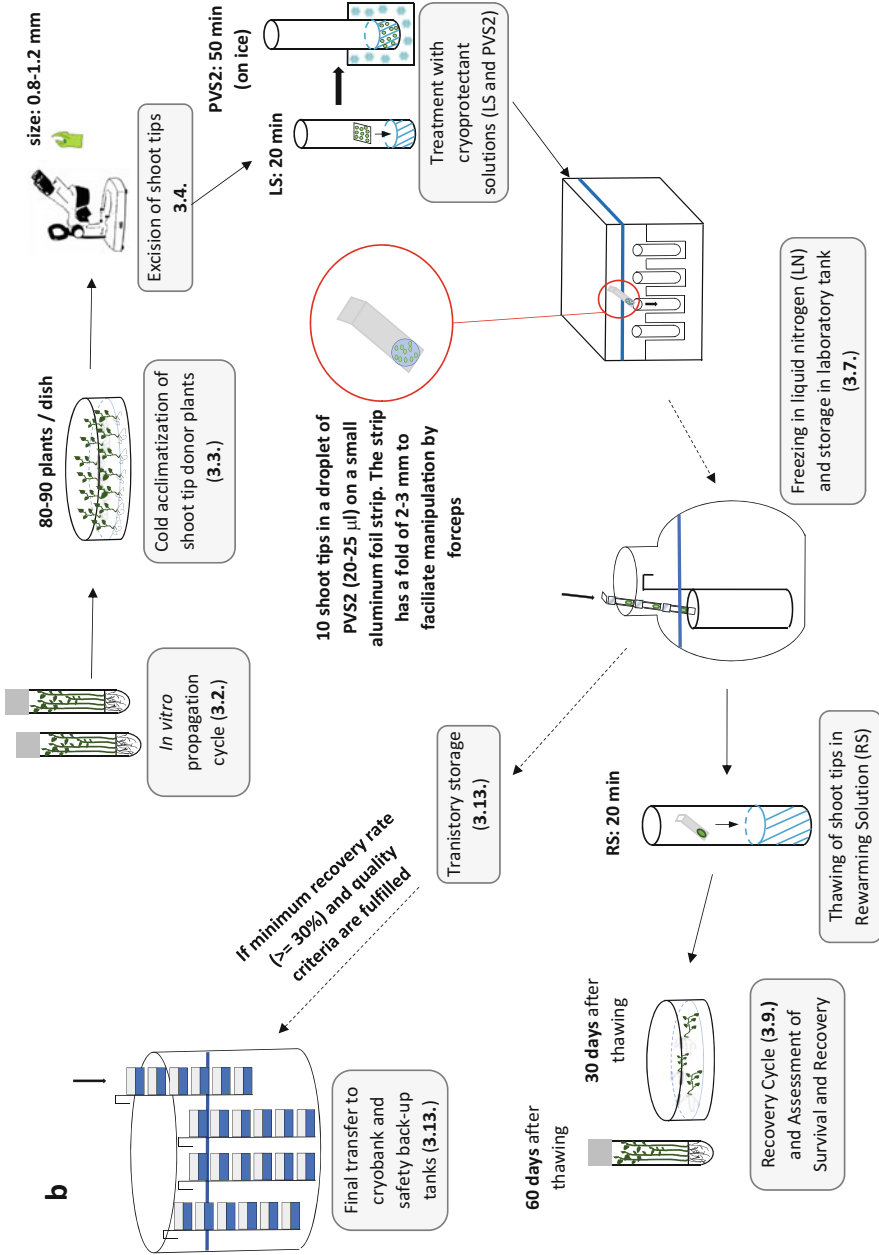 b
In vitro
propagation
cycle (3.2.)
80-90 plants / dish
Cold acclimatization of
shoot tip donor plants
(3.3.)
size: 0.8-1.2 mm
Excision of shoot tips
3.4.
LS: 20 min
PVS2: 50 min
(on ice)
Treatment with
cryoprotectant
solutions (LS and PVS2)
10 shoot tips in a droplet of
PVS2 (20-25 µl) on a small
aluminum foil strip. The strip
has a fold of 2-3 mm to
faciliate manipulation by
forceps
Freezing in liquid nitrogen (LN)
and storage in laboratory tank
(3.7.)
Tranistory storage
(3.13.)
If minimum recovery rate
(>= 30%) and quality
criteria are fulfilled
Final transfer to
cryobank and
safety back-up
tanks (3.13.)
RS: 20 min
Thawing of shoot tips in
Rewarming Solution (RS)
30 days after
thawing
60 days after
thawing
Recovery Cycle (3.9.)
and Assessment of
Survival and Recovery